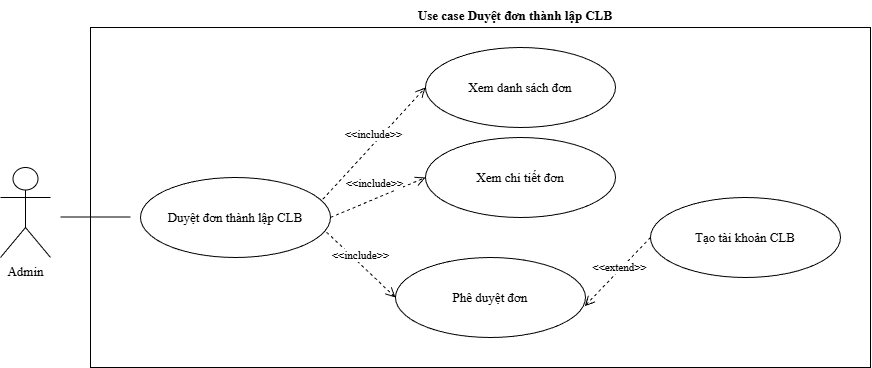 Use case Duyệt đơn thành lập CLB
Xem danh sách đơn
<<include>>
Xem chi tiết đơn
<<include>>
Duyệt đơn thành lập CLB
Tạo tài khoản CLB
<<include>>
<<extend>>
Admin
Phê duyệt đơn